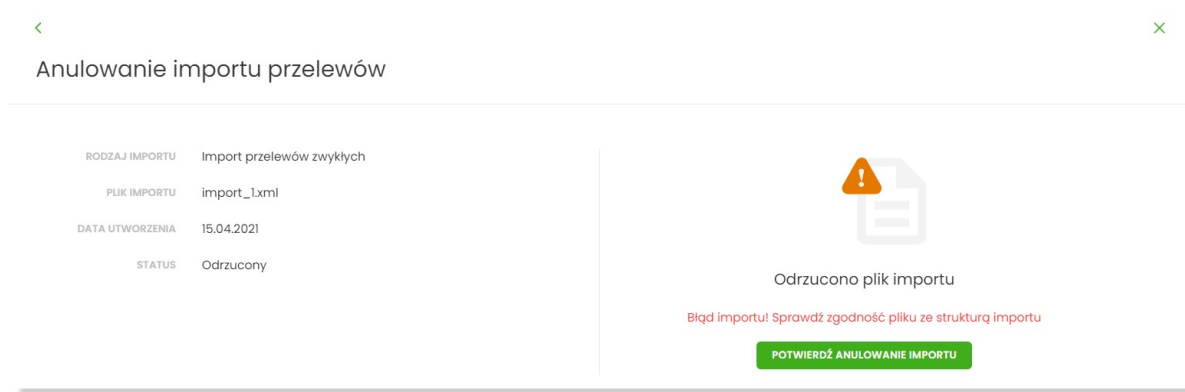 Anulowanie importu przelewów
RODZAJ IMPORTU Import przelewów zwykłych
PLIK IMPORTU import_1.xml
DATA UTWORZENIA 15.04.2021
STATUS Odrzucony
Odrzucono plik importu
Błąd importu! Sprawdź zgodność pliku ze strukturą importu
POTWIERDŹ ANULOWANIE IMPORTU